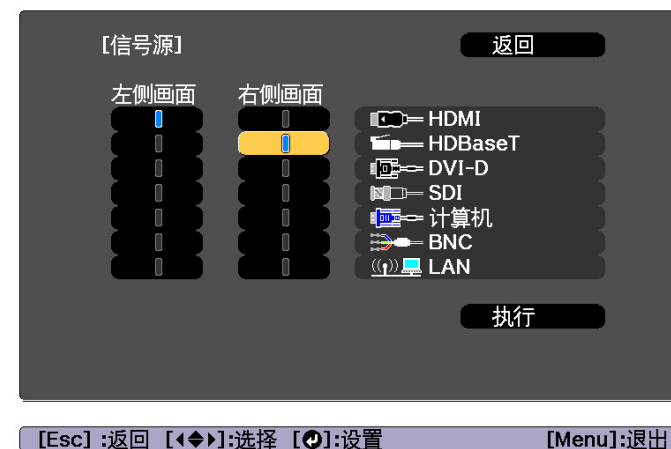 [信号源] 返回
左侧画面 右侧画面
HDMI
HDBaseT
DVI-D
SDI
计算机
BNC
LAN
执行
[Esc] :返回 [◀◆▶]:选择 [↵]:设置 [Menu]:退出